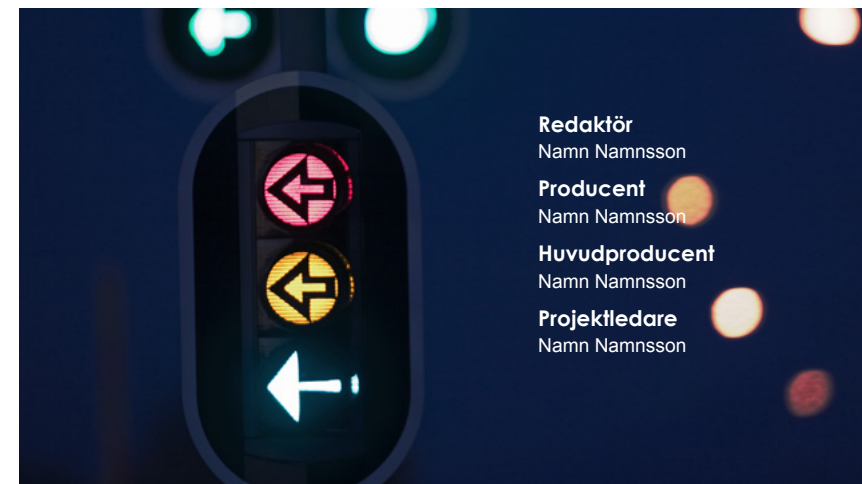 Redaktör
Namn Namnsson
Producent
Namn Namnsson
Huvudproducent
Namn Namnsson
Projektledare
Namn Namnsson